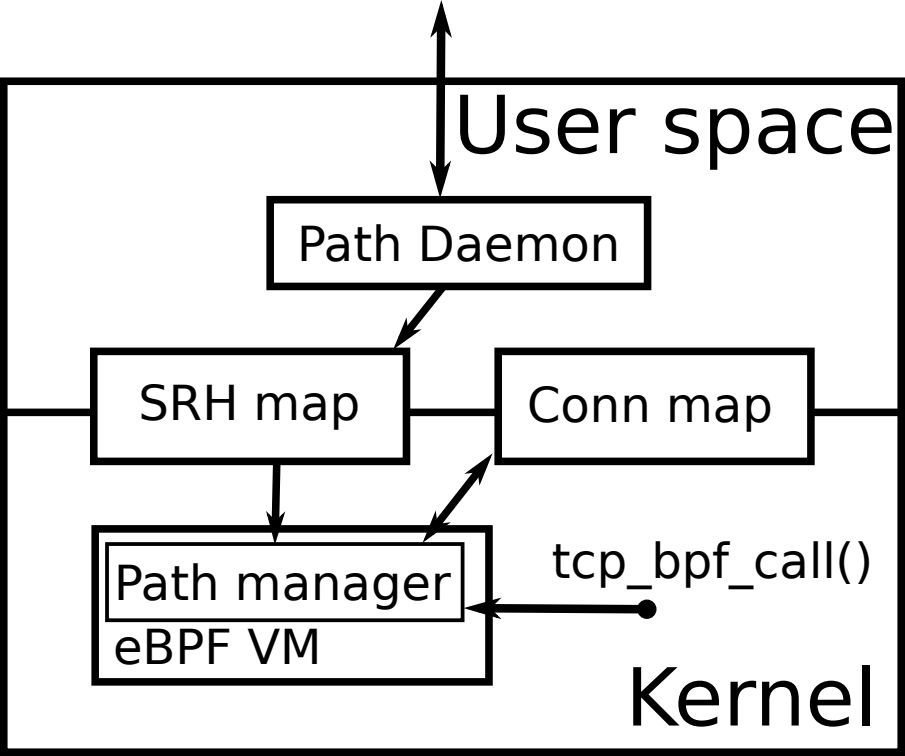 User space
Path Daemon
SRH map
Conn map
tcp_bpf_call()
Path manager
eBPF VM
Kernel